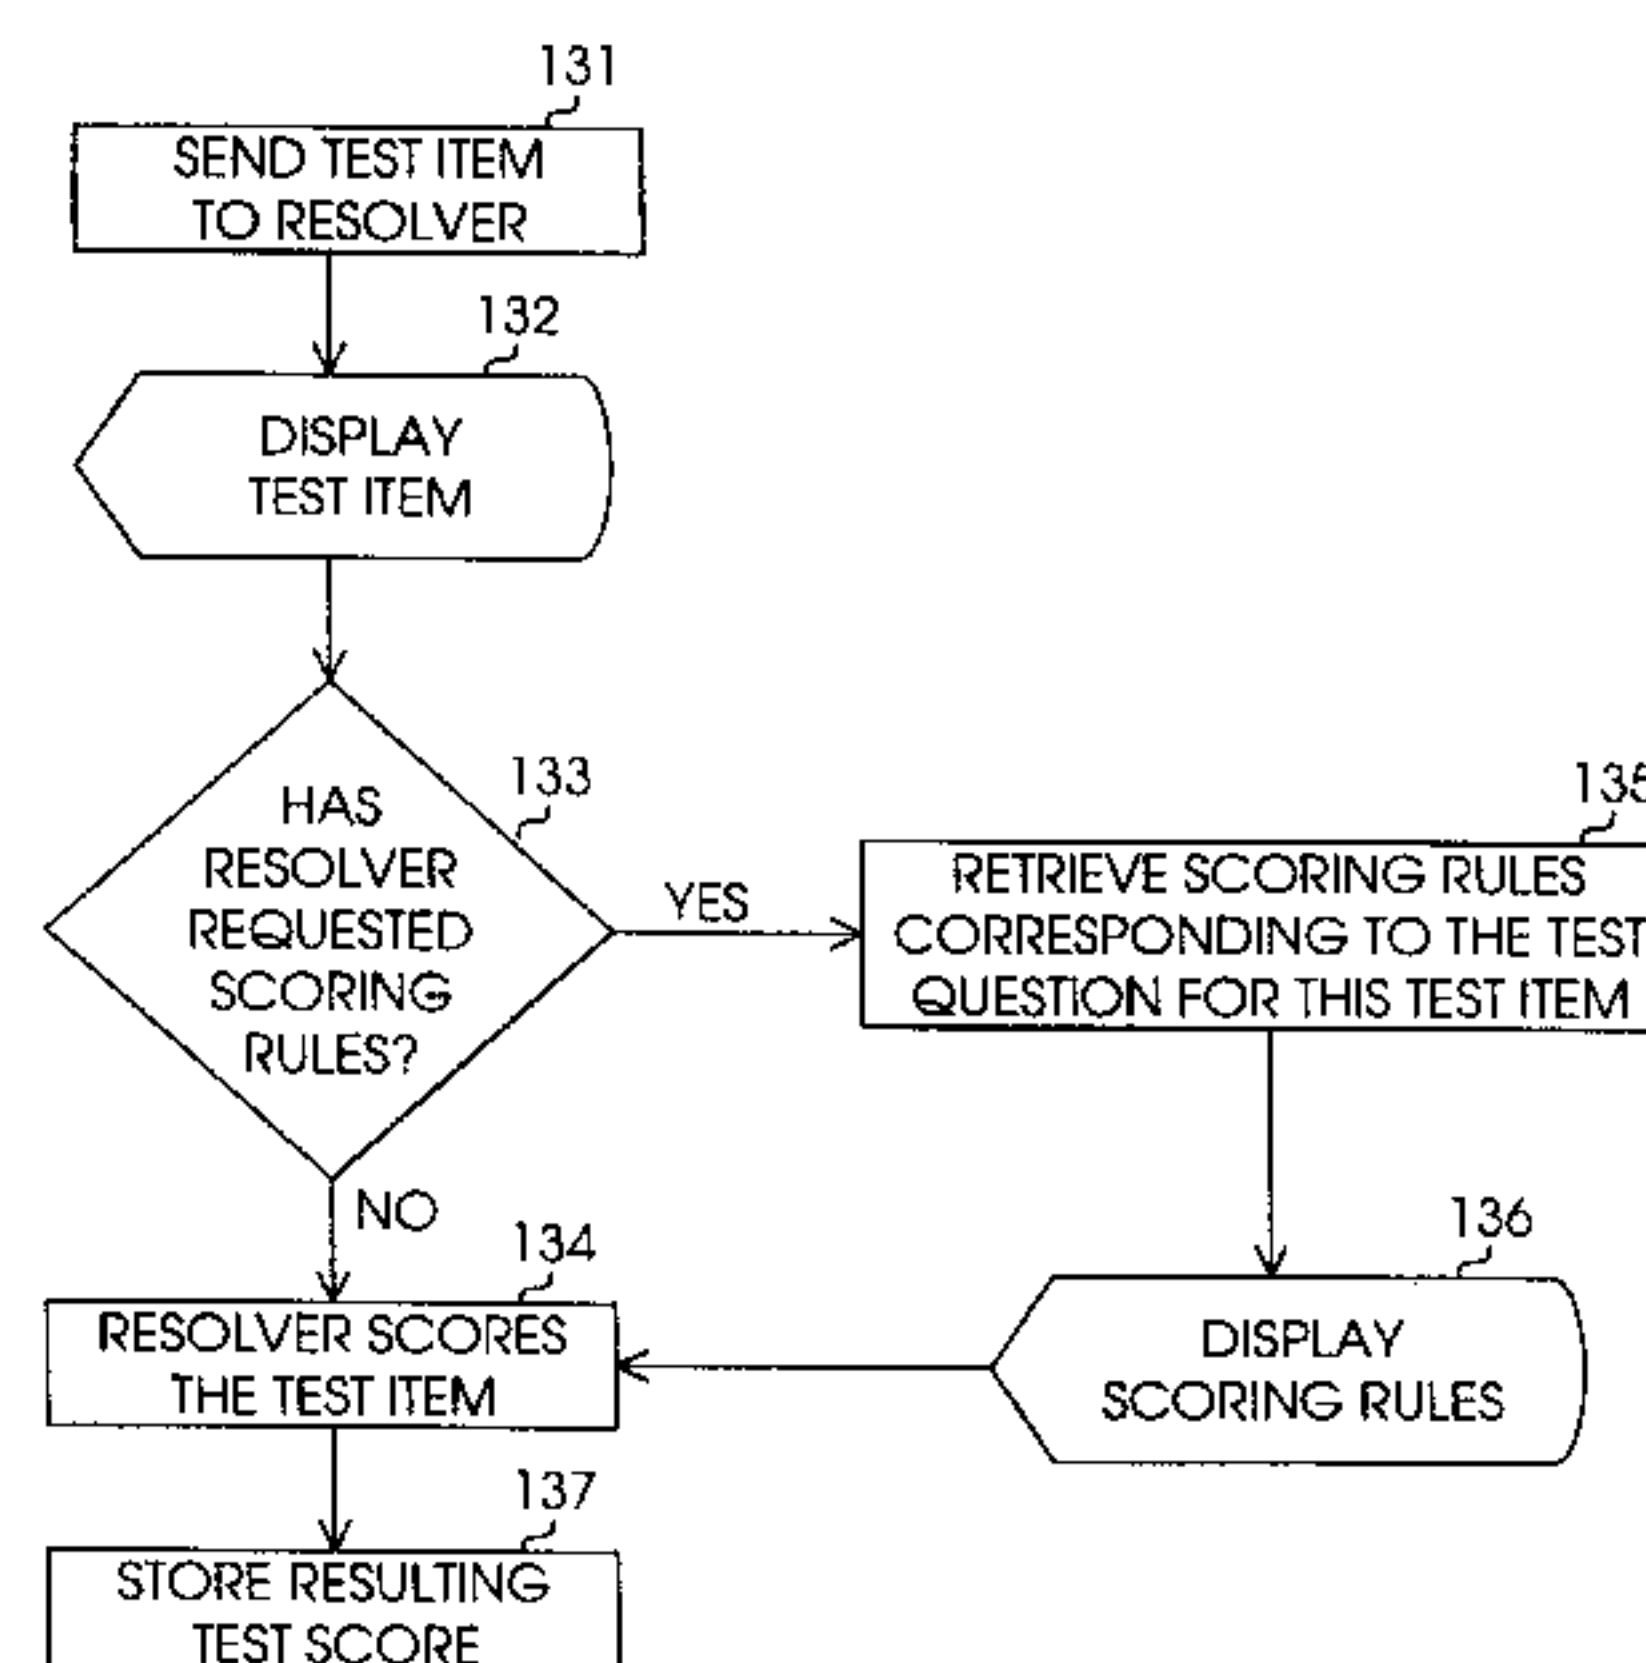 131
SEND TEST ITEM
TO RESOLVER
132
DISPLAY
TEST ITEM
133
HAS
RESOLVER
REQUESTED
SCORING
RULES?
YES
135
RETRIEVE SCORING RULES
CORRESPONDING TO THE TEST
QUESTION FOR THIS TEST ITEM
NO
134
RESOLVER SCORES
THE TEST ITEM
136
DISPLAY
SCORING RULES
137
STORE RESULTING
TEST SCORE